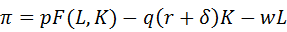 π = pF(L, K) − q(r + δ)K − wL